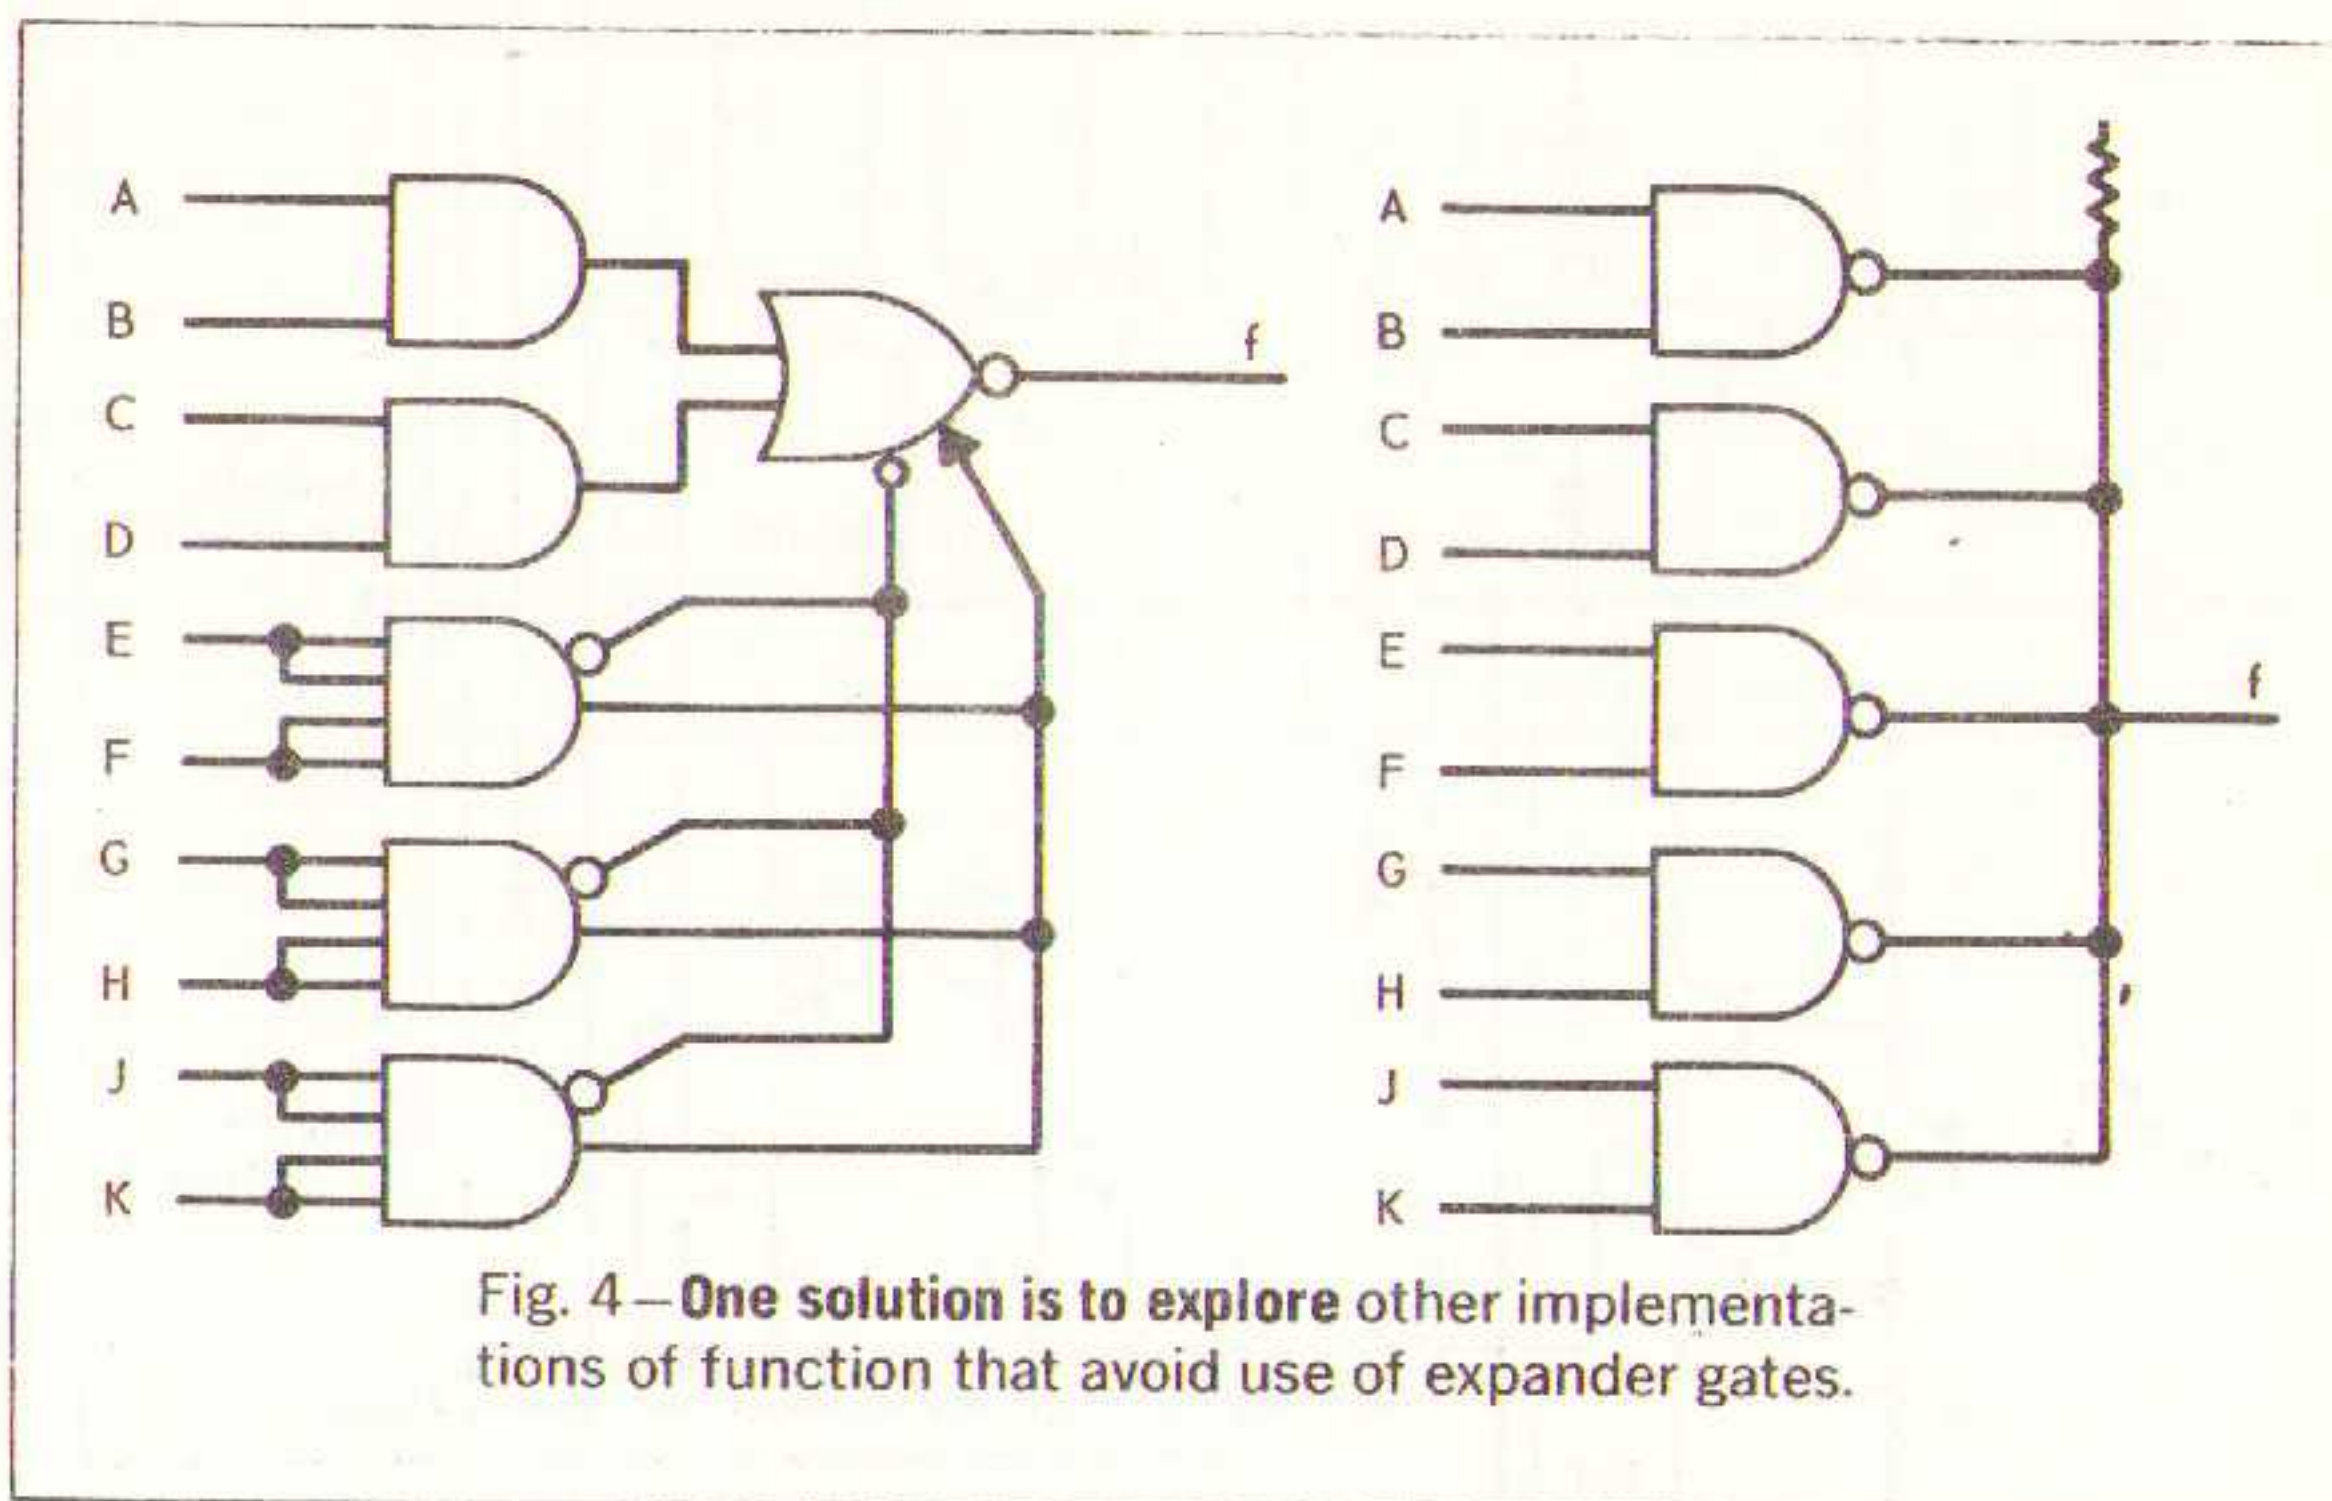 A
B
C
D
E
F
G
H
J
K
f
A
B
C
D
E
F
G
H
J
K
f
Fig. 4—One solution is to explore other implementa-
tions of function that avoid use of expander gates.